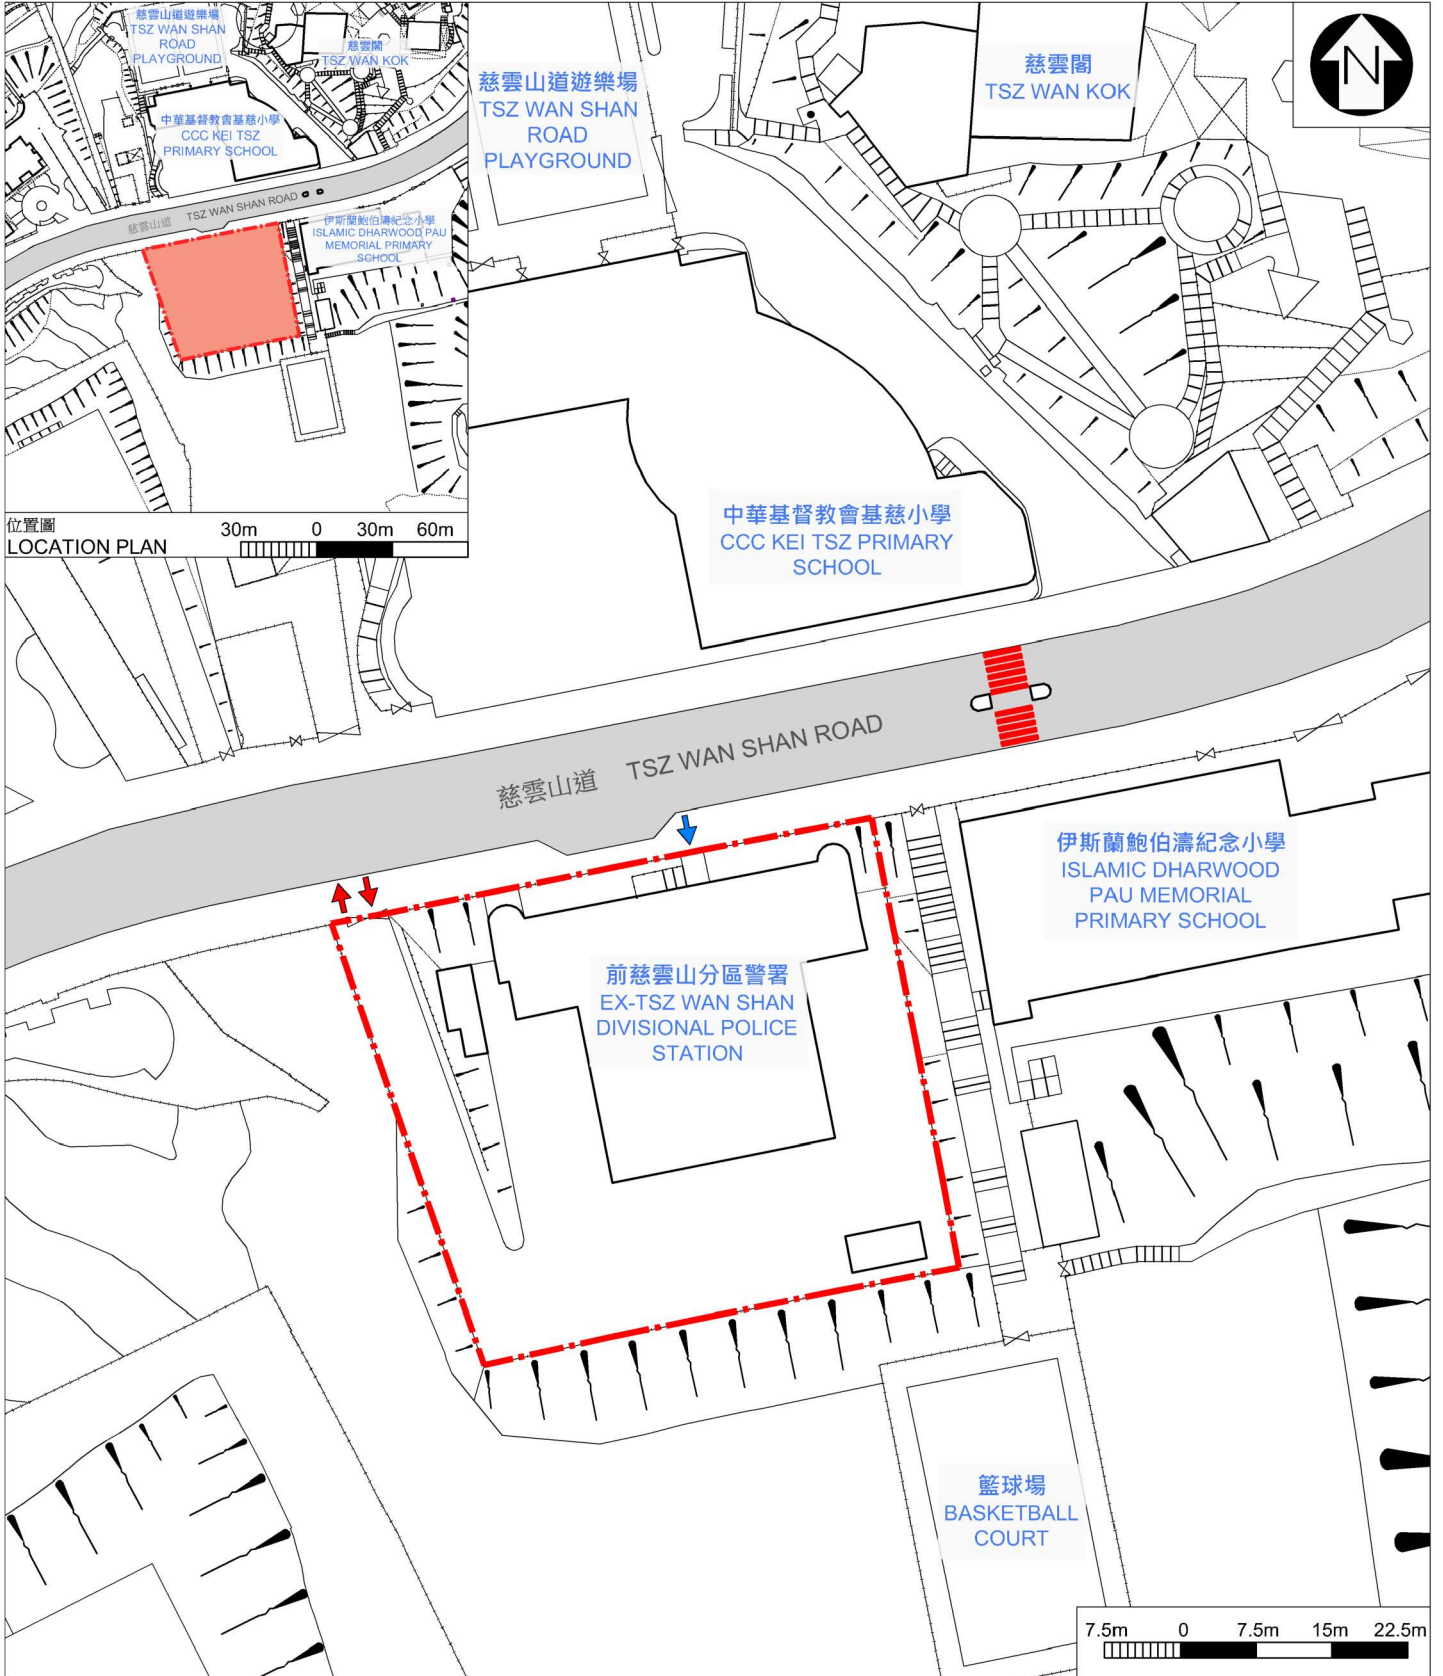 慈雲山道遊樂場
TSZ WAN SHAN
ROAD
PLAYGROUND
慈雲閣
TSZ WAN KOK
中華基督教會基慈小學
CCC KEI TSZ
PRIMARY SCHOOL
慈雲山道 TSZ WAN SHAN ROAD
伊斯蘭鮑伯濤紀念小學
ISLAMIC DHARWOOD PAU
MEMORIAL PRIMARY
SCHOOL
位置圖
LOCATION PLAN
30m 0 30m 60m
慈雲山道遊樂場
TSZ WAN SHAN
ROAD
PLAYGROUND
慈雲閣
TSZ WAN KOK
N
中華基督教會基慈小學
CCC KEI TSZ PRIMARY
SCHOOL
慈雲山道 TSZ WAN SHAN ROAD
伊斯蘭鮑伯濤紀念小學
ISLAMIC DHARWOOD
PAU MEMORIAL
PRIMARY SCHOOL
前慈雲山分區警署
EX-TSZ WAN SHAN
DIVISIONAL POLICE
STATION
籃球場
BASKETBALL
COURT
7.5m 0 7.5m 15m 22.5m